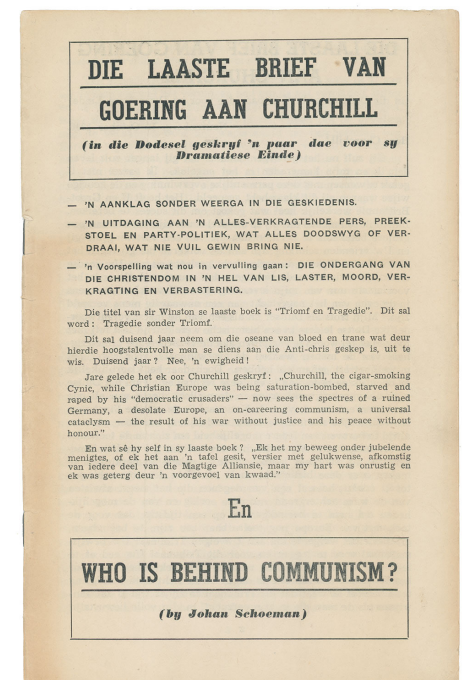 DIE LAASTE BRIEF VAN
GOERING AAN CHURCHILL
(in die Dodesel geskryf 'n paar dae voor sy
Dramatiese Einde)
— 'N AANKLAG SONDER WEERGA IN DIE GESKIEDENIS.
— 'N UITDAGING AAN 'N ALLES-VERKRAGTENDE PERS, PREEK-
STOEL EN PARTY-POLITIEK, WAT ALLES DOODSWYG OF VER-
DRAAI, WAT NIE VUIL GEWIN BRING NIE.
— 'n Voorspelling wat nou in vervulling gaan: DIE ONDERGANG VAN
DIE CHRISTENDOM IN 'N HEL VAN LIS, LASTER, MOORD, VER-
KRAGTING EN VERBASTERING.
Die titel van sir Winston se laaste boek is "Triomf en Tragedie". Dit sal
word: Tragedie sonder Triomf.
Dit sal duisend jaar neem om die oseane van bloed en trane wat deur
hierdie hoogstalentvolle man se diens aan die Anti-chris geskep is, uit te
wis. Duisend jaar? Nee, 'n ewigheid!
Jare gelede het ek oor Churchill geskryf: „Churchill, the cigar-smoking
Cynic, while Christian Europe was being saturation-bombed, starved and
raped by his "democratic crusaders" — now sees the spectres of a ruined
Germany, a desolate Europe, an on-careering communism, a universal
cataclysm — the result of his war without justice and his peace without
honour."
En wat sê hy self in sy laaste boek? „Ek het my beweeg onder jubelende
menigtes, of ek het aan 'n tafel gesit, versier met gelukwense, afkomstig
van iedere deel van die Magtige Alliansie, maar my hart was onrustig en
ek was geterg deur 'n voorgevoel van kwaad."
En
WHO IS BEHIND COMMUNISM?
(by Johan Schoeman)